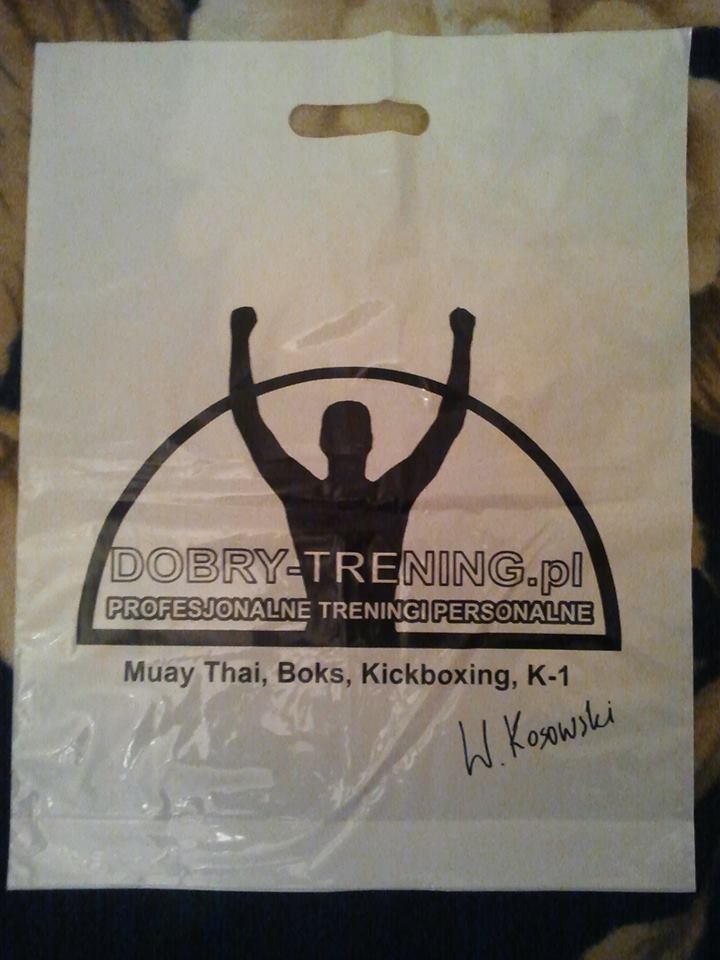 DOBRY-TRENING.pl
PROFESJONALNE TRENINGI PERSONALNE
Muay Thai, Boks, Kickboxing, K-1
W. Kosowski